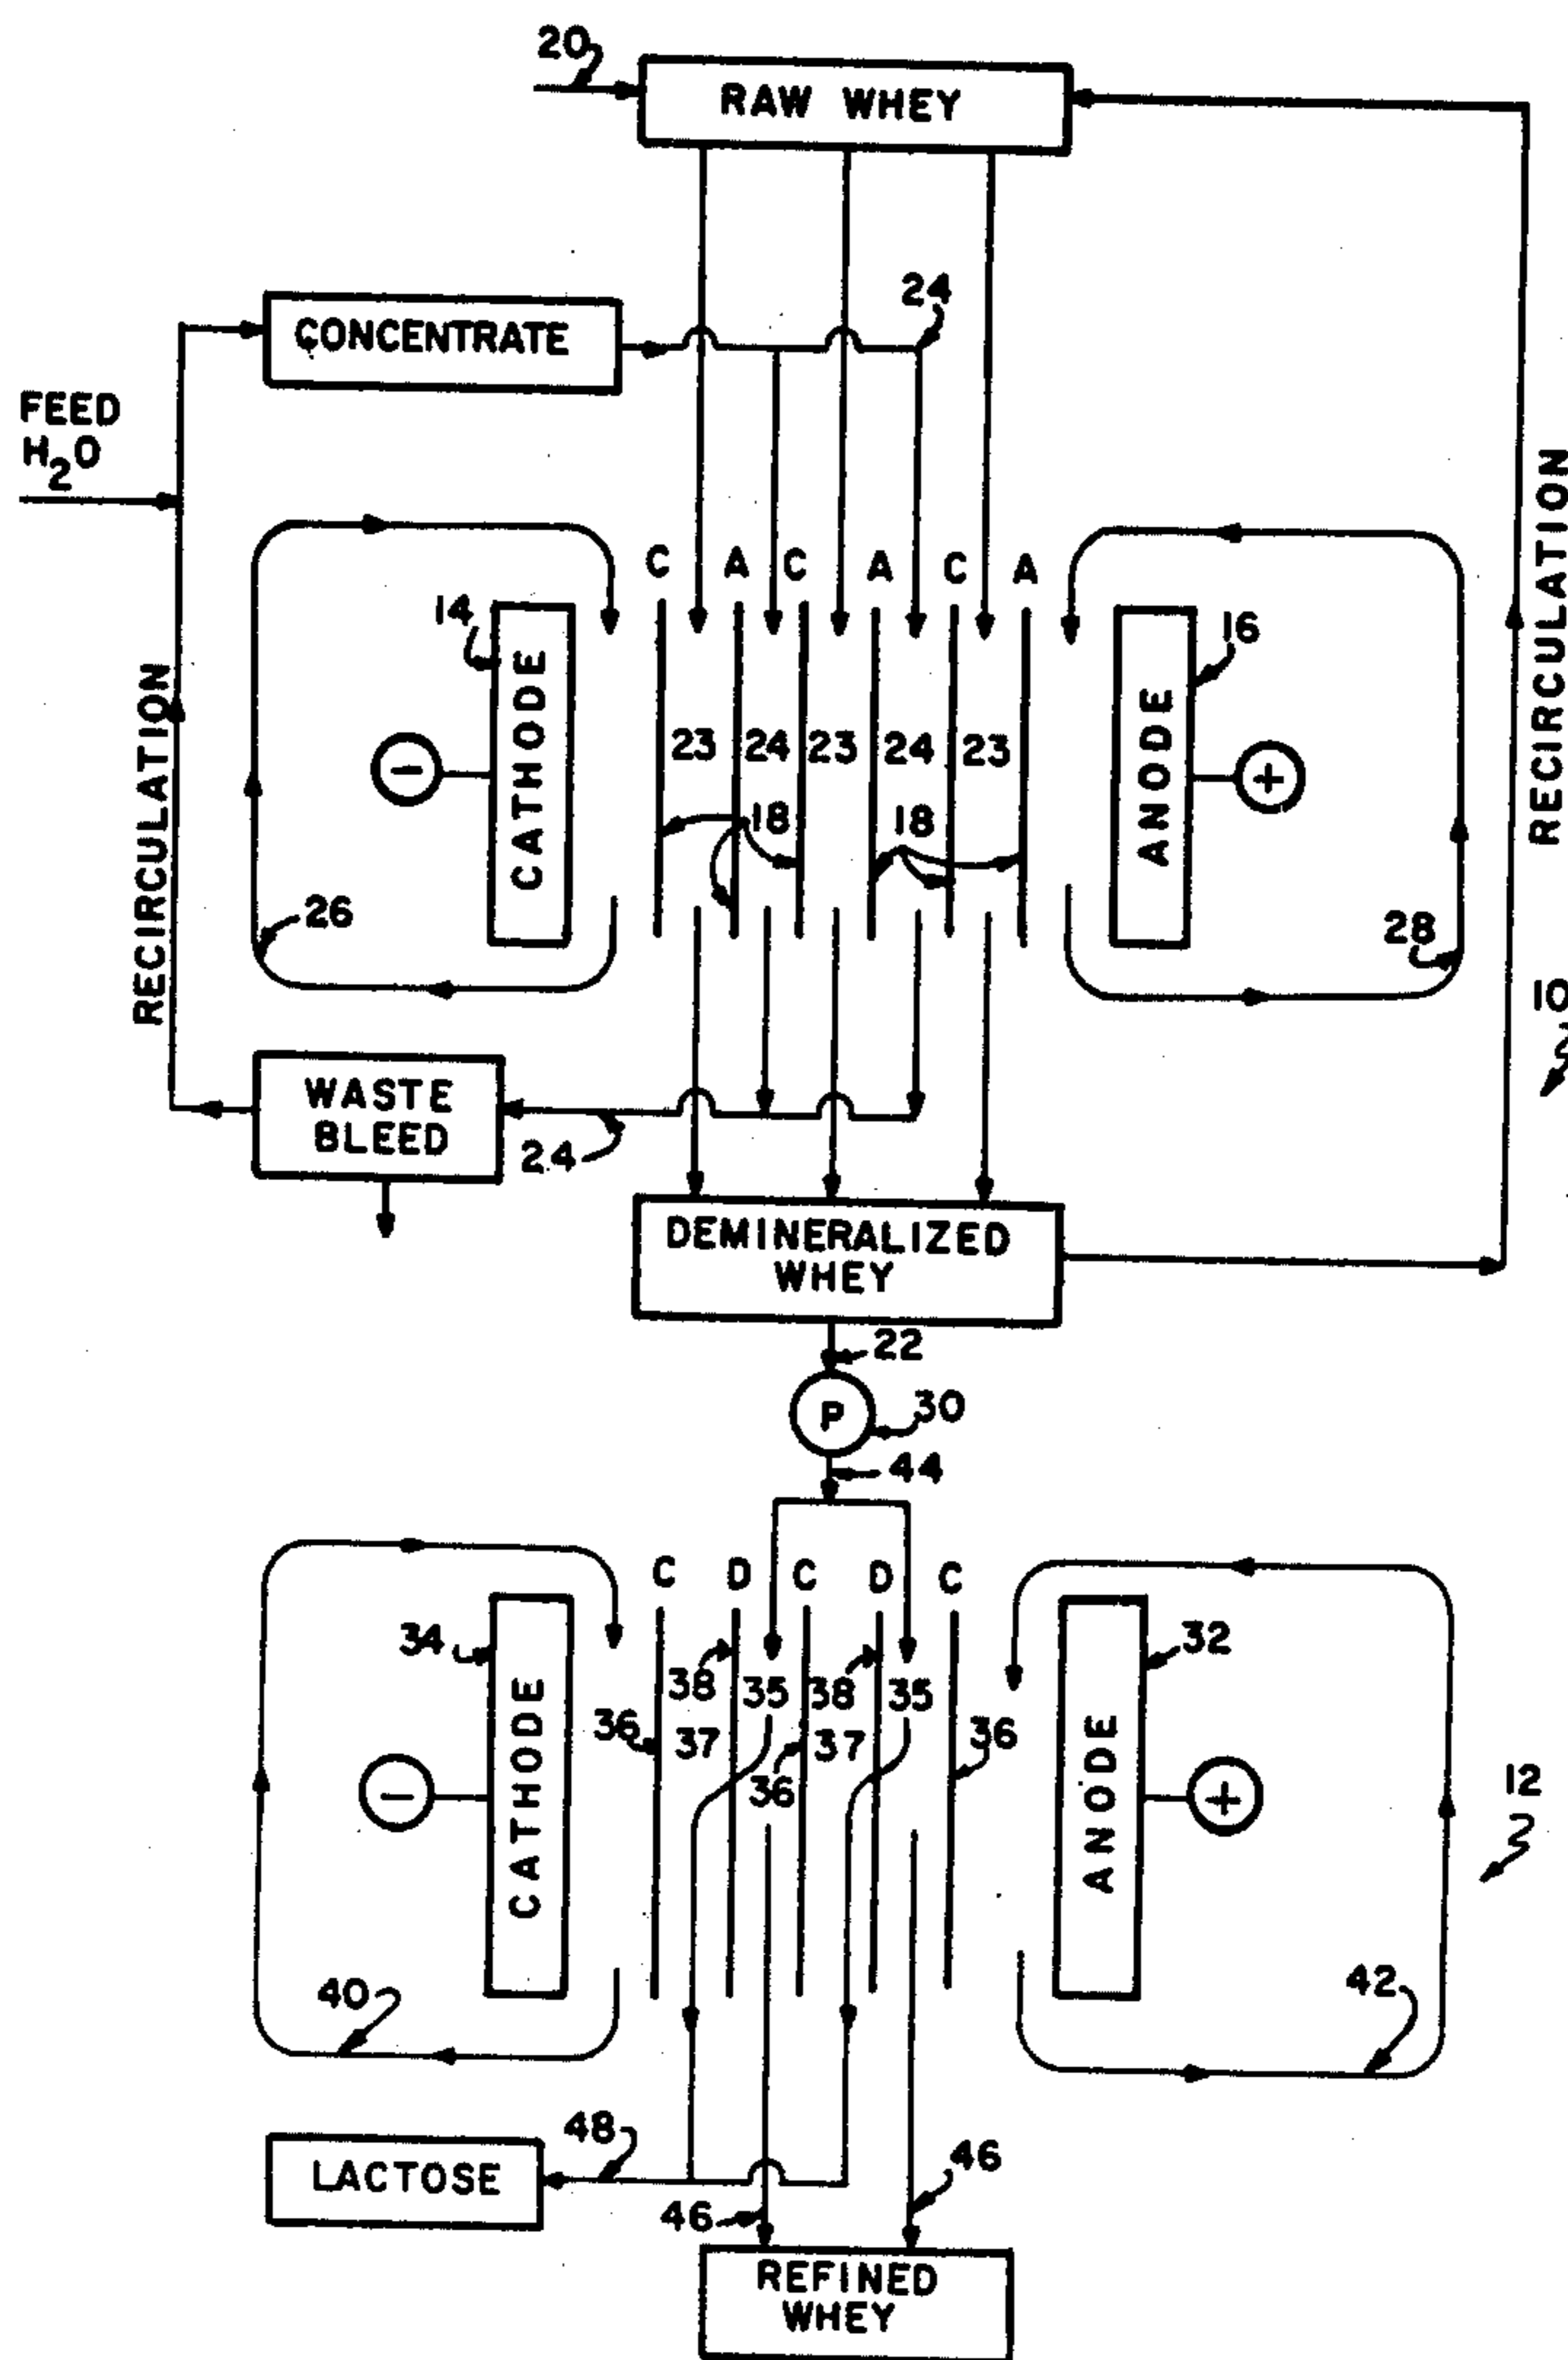 20
RAW WHEY
24
CONCENTRATE
FEED
H2O
RECIRCULATION
RECIRCULATION
C A C A C A
14
16
CATHODE
ANODE
−
+
23 24 23 24 23
18
18
26
28
10
WASTE
BLEED
24
DEMINERALIZED
WHEY
22
P
30
44
C D C D C
34
32
38 35 38 35
36 37 37 36
36
CATHODE
ANODE
−
+
12
40
42
48
46
LACTOSE
46
REFINED
WHEY